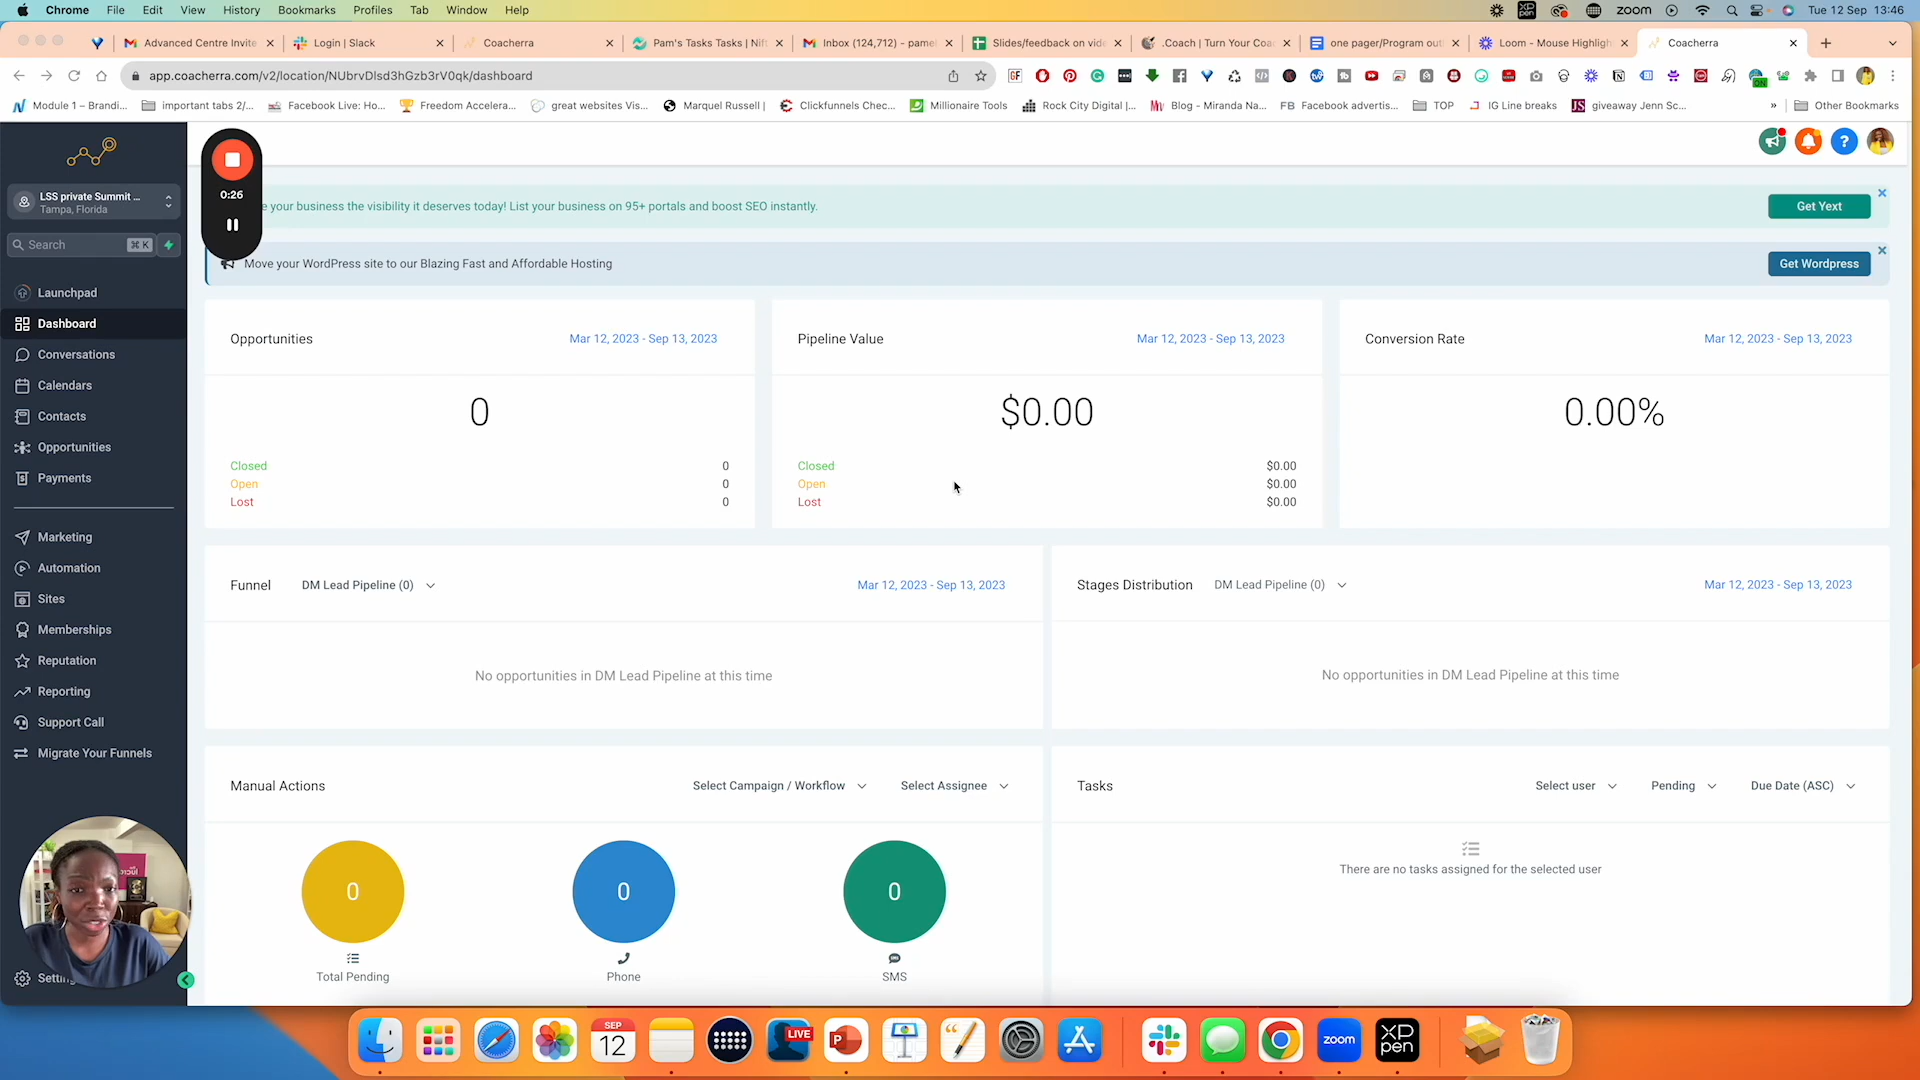 Chrome File Edit View History Bookmarks Profiles Tab Window Help
zoom Tue 12 Sep 13:46
Advanced Centre Invite
Login | Slack
Coacherra
Pam's Tasks Tasks | Nift
Inbox (124,712) - pame
Slides/feedback on vide
.Coach | Turn Your Coa
one pager/Program out
Loom - Mouse Highligh
Coacherra
app.coacherra.com/v2/location/NUbrvDlsd3hGzb3rV0qk/dashboard
Module 1 – Brandi...
important tabs 2/...
Facebook Live: Ho...
Freedom Accelera...
great websites Vis...
Marquel Russell |
Clickfunnels Chec...
Millionaire Tools
Rock City Digital |...
Blog - Miranda Na...
FB Facebook advertis...
TOP
IG Line breaks
JS giveaway Jenn Sc...
» Other Bookmarks
LSS private Summit ...
Tampa, Florida
Search ⌘ K
Launchpad
Dashboard
Conversations
Calendars
Contacts
Opportunities
Payments
Marketing
Automation
Sites
Memberships
Reputation
Reporting
Support Call
Migrate Your Funnels
0:26
e your business the visibility it deserves today! List your business on 95+ portals and boost SEO instantly.
Get Yext
Move your WordPress site to our Blazing Fast and Affordable Hosting
Get Wordpress
Opportunities Mar 12, 2023 - Sep 13, 2023
0
Closed 0
Open 0
Lost 0
Pipeline Value Mar 12, 2023 - Sep 13, 2023
$0.00
Closed $0.00
Open $0.00
Lost $0.00
Conversion Rate Mar 12, 2023 - Sep 13, 2023
0.00%
Funnel DM Lead Pipeline (0) Mar 12, 2023 - Sep 13, 2023
No opportunities in DM Lead Pipeline at this time
Stages Distribution DM Lead Pipeline (0) Mar 12, 2023 - Sep 13, 2023
No opportunities in DM Lead Pipeline at this time
Manual Actions Select Campaign / Workflow Select Assignee
0 0 0
Total Pending Phone SMS
Tasks Select user Pending Due Date (ASC)
There are no tasks assigned for the selected user
SEP
12
LIVE
zoom
XP
pen